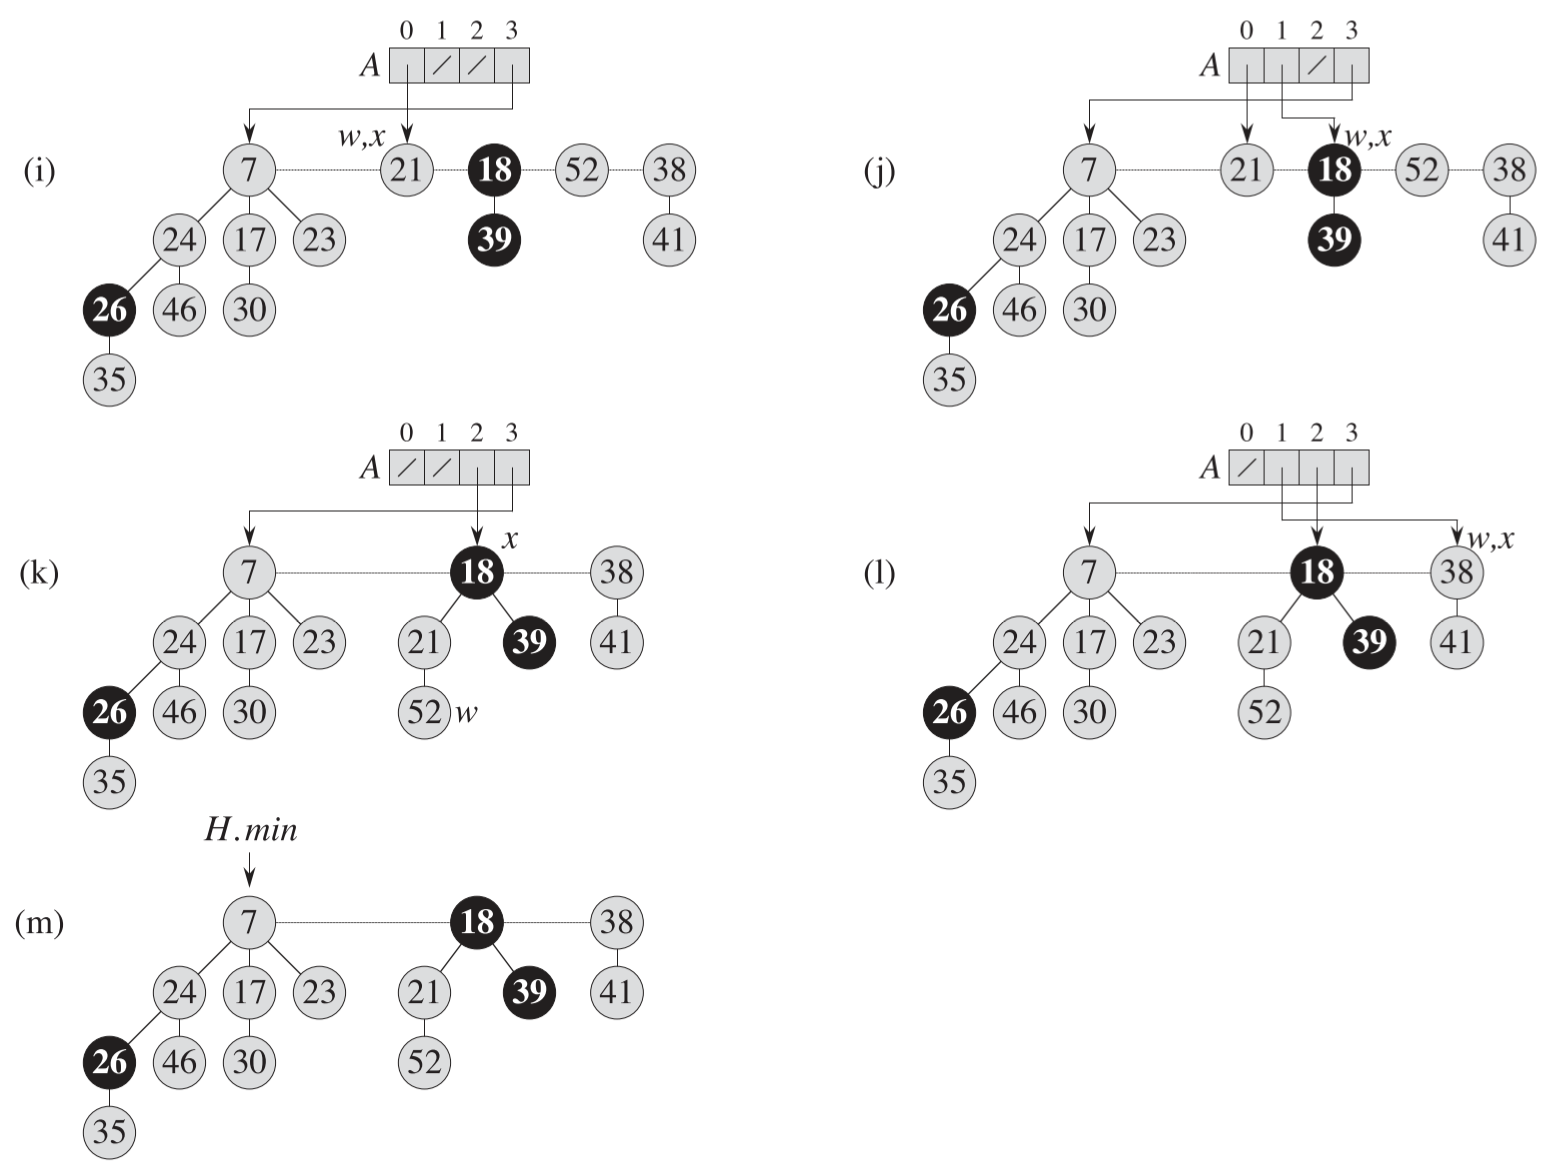 0 1 2 3 0 1 2 3
A / / A /
w,x w,x
(i) 7 21 18 52 38 (j) 7 21 18 52 38
24 17 23 39 41 24 17 23 39 41
26 46 30 26 46 30
35 35
0 1 2 3 0 1 2 3
A / / A /
x w,x
(k) 7 18 38 (l) 7 18 38
24 17 23 21 39 41 24 17 23 21 39 41
26 46 30 52 w 26 46 30 52
35 35
H.min
(m) 7 18 38
24 17 23 21 39 41
26 46 30 52
35